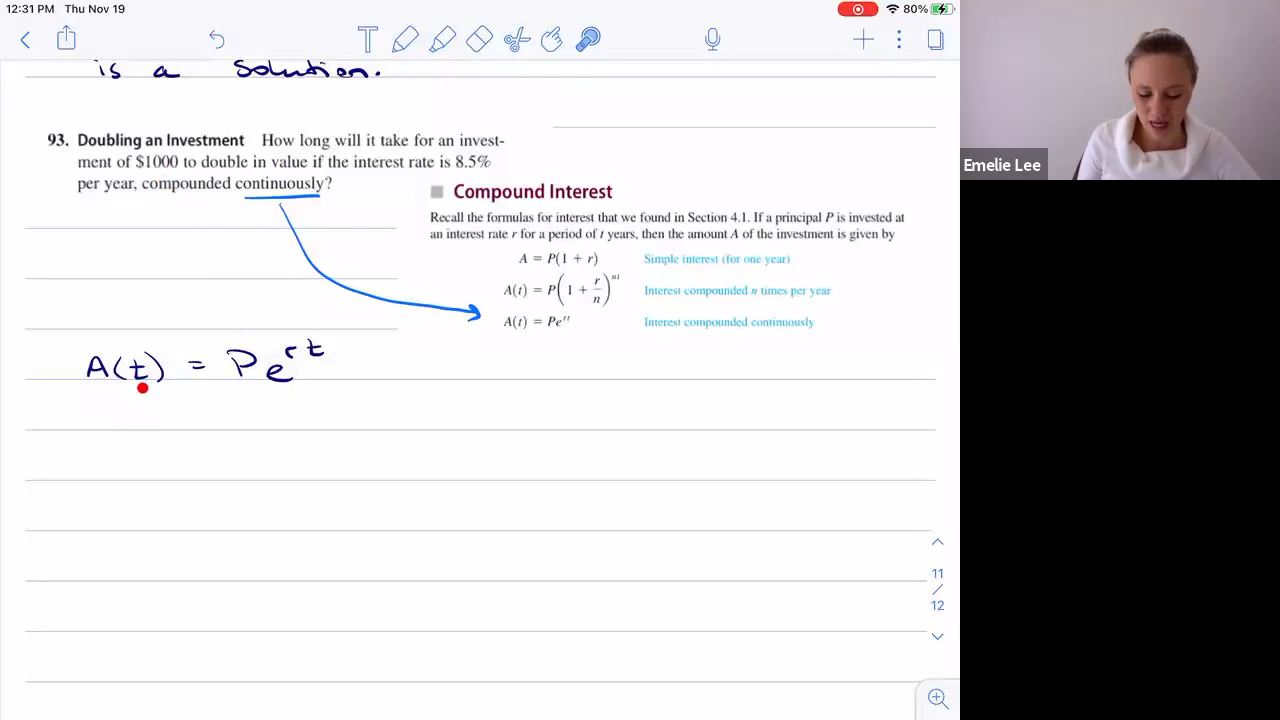 12:31 PM Thu Nov 19
80%
is a solution.
93. Doubling an Investment How long will it take for an invest-
ment of $1000 to double in value if the interest rate is 8.5%
per year, compounded continuously?
Compound Interest
Recall the formulas for interest that we found in Section 4.1. If a principal P is invested at
an interest rate r for a period of t years, then the amount A of the investment is given by
A = P(1 + r) Simple interest (for one year)
A(t) = P(1 + r/n)^nt Interest compounded n times per year
A(t) = Pe^rt Interest compounded continuously
A(t) = Pe^rt
11
/
12
Emelie Lee